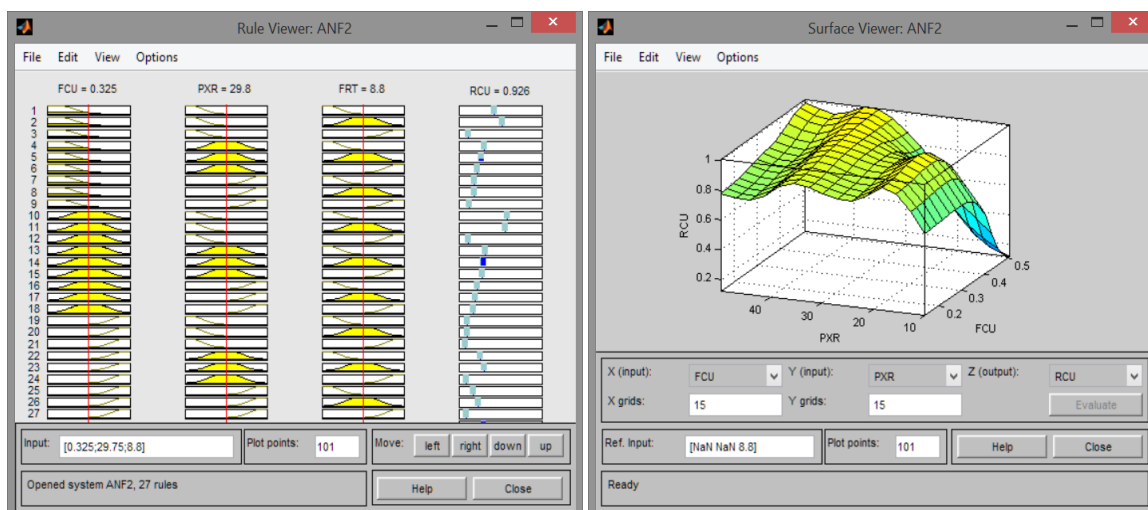 Rule Viewer: ANF2
File Edit View Options
FCU = 0.325 PXR = 29.8 FRT = 8.8 RCU = 0.926
1
2
3
4
5
6
7
8
9
10
11
12
13
14
15
16
17
18
19
20
21
22
23
24
25
26
27
Input: [0.325;29.75;8.8] Plot points: 101 Move: left right down up
Opened system ANF2, 27 rules
Help Close
Surface Viewer: ANF2
File Edit View Options
1
0.8
0.6
0.4
0.2
RCU
40 30 20 10
PXR
0.2 0.3 0.4 0.5
FCU
X (input): FCU Y (input): PXR Z (output): RCU
X grids: 15 Y grids: 15 Evaluate
Ref. Input: [NaN NaN 8.8] Plot points: 101 Help Close
Ready